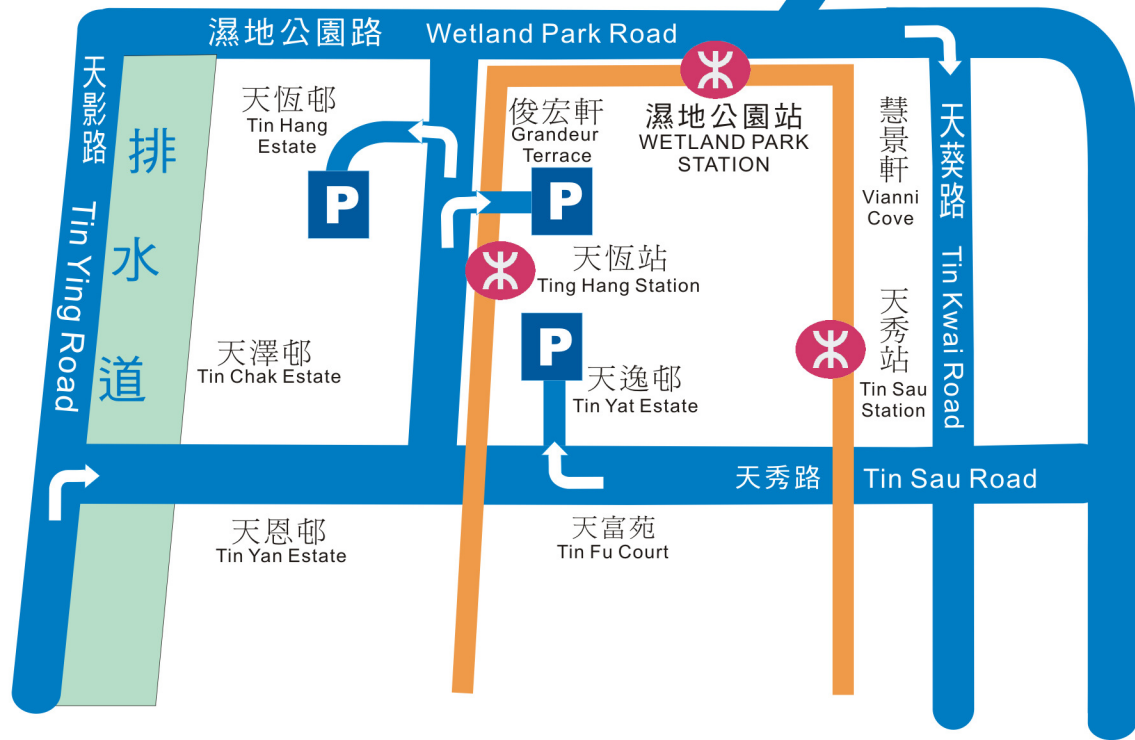 濕地公園路 Wetland Park Road
天影路 Tin Ying Road
排水道
天恆邨
Tin Hang
Estate
P
俊宏軒
Grandeur
Terrace
P
濕地公園站
WETLAND PARK
STATION
慧景軒
Vianni
Cove
天葵路 Tin Kwai Road
天恆站
Ting Hang Station
P
天秀站
Tin Sau
Station
天澤邨
Tin Chak Estate
天逸邨
Tin Yat Estate
天秀路 Tin Sau Road
天恩邨
Tin Yan Estate
天富苑
Tin Fu Court